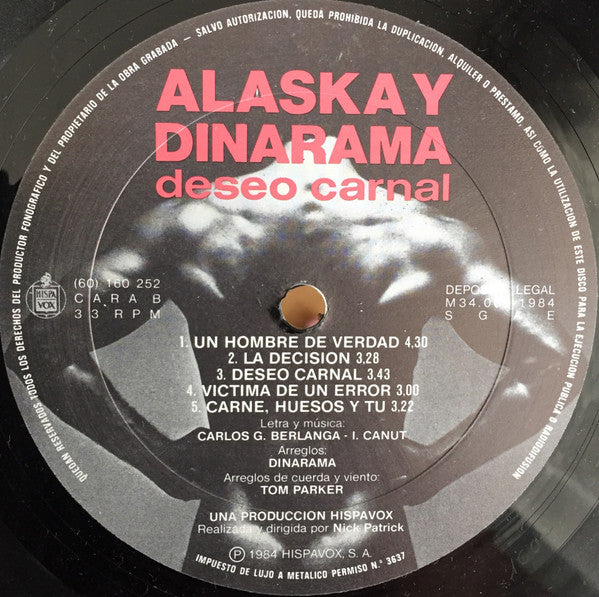 QUEDAN RESERVADOS TODOS LOS DERECHOS DEL PRODUCTOR FONOGRAFICO Y DEL PROPIETARIO DE LA OBRA GRABADA — SALVO AUTORIZACION, QUEDA PROHIBIDA LA DUPLICACION, ALQUILER O PRESTAMO, ASI COMO LA UTILIZACION DE ESTE DISCO PARA LA EJECUCION PUBLICA O RADIODIFUSION
ALASKA Y
DINARAMA
deseo carnal
HISPA
VOX
(60) 160 252
CARA B
33 RPM
DEPOSITO LEGAL
1984
SGAE
1. UN HOMBRE DE VERDAD 4,30
2. LA DECISION 3,28
3. DESEO CARNAL 3,43
4. VICTIMA DE UN ERROR 3,00
5. CARNE, HUESOS Y TU 3,22
Letra y música:
CARLOS G. BERLANGA - I. CANUT
Arreglos:
DINARAMA
Arreglos de cuerda y viento:
TOM PARKER
UNA PRODUCCION HISPAVOX
Realizada y dirigida por Nick Patrick
Ⓟ 1984 HISPAVOX, S. A.
IMPUESTO DE LUJO A METALICO PERMISO N.º 3637